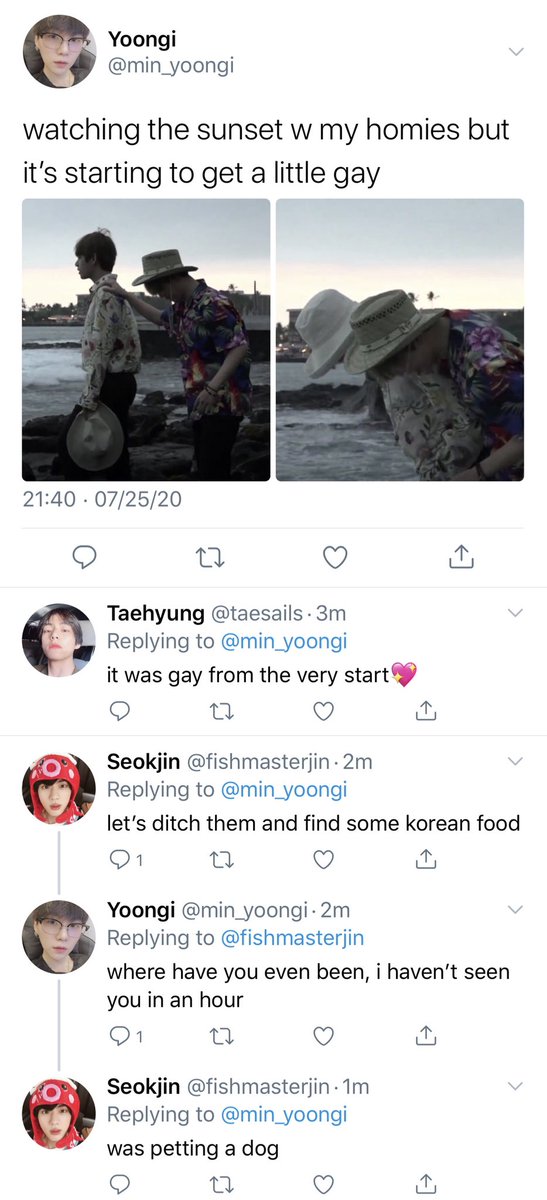 Yoongi
@min_yoongi
watching the sunset w my homies but
it’s starting to get a little gay
21:40 · 07/25/20
Taehyung @taesails · 3m
Replying to @min_yoongi
it was gay from the very start💖
Seokjin @fishmasterjin · 2m
Replying to @min_yoongi
let’s ditch them and find some korean food
1
Yoongi @min_yoongi · 2m
Replying to @fishmasterjin
where have you even been, i haven’t seen
you in an hour
1
Seokjin @fishmasterjin · 1m
Replying to @min_yoongi
was petting a dog